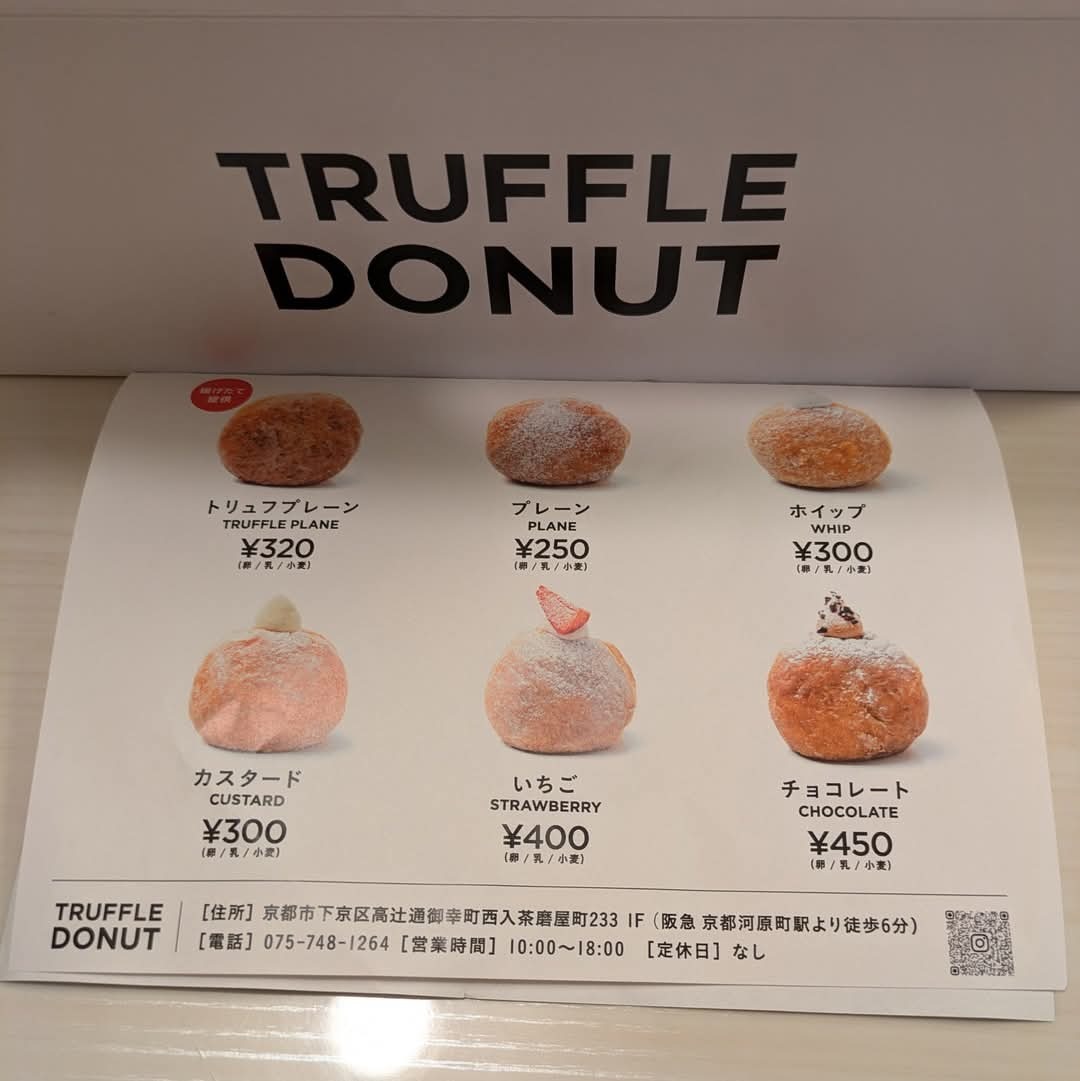 TRUFFLE
DONUT
揚げたて
提供
トリュフプレーン
TRUFFLE PLANE
¥320
(卵 / 乳 / 小麦)
プレーン
PLANE
¥250
(卵 / 乳 / 小麦)
ホイップ
WHIP
¥300
(卵 / 乳 / 小麦)
カスタード
CUSTARD
¥300
(卵 / 乳 / 小麦)
いちご
STRAWBERRY
¥400
(卵 / 乳 / 小麦)
チョコレート
CHOCOLATE
¥450
(卵 / 乳 / 小麦)
TRUFFLE
DONUT
[住所] 京都市下京区高辻通御幸町西入茶磨屋町233 1F (阪急 京都河原町駅より徒歩6分)
[電話] 075-748-1264 [営業時間] 10:00〜18:00 [定休日] なし